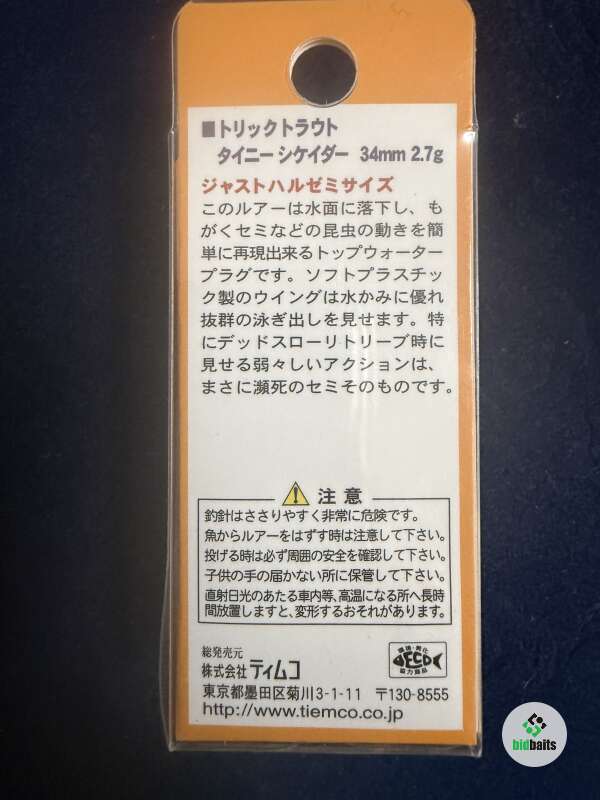 ■トリックトラウト
タイニーシケイダー 34mm 2.7g
ジャストハルゼミサイズ
このルアーは水面に落下し、も
がくセミなどの昆虫の動きを簡
単に再現出来るトップウォーター
プラグです。ソフトプラスチッ
ク製のウイングは水かみに優れ
抜群の泳ぎ出しを見せます。特
にデッドスローリトリーブ時に
見せる弱々しいアクションは、
まさに瀕死のセミそのものです。
注意
釣針はささりやすく非常に危険です。
魚からルアーをはずす時は注意して下さい。
投げる時は必ず周囲の安全を確認して下さい。
子供の手の届かない所に保管して下さい。
直射日光のあたる車内等、高温になる所へ長時
間放置しますと、変形するおそれがあります。
総発売元
株式会社ティムコ
ECO
協力商品
東京都墨田区菊川3-1-11 〒130-8555
http://www.tiemco.co.jp
bidbaits